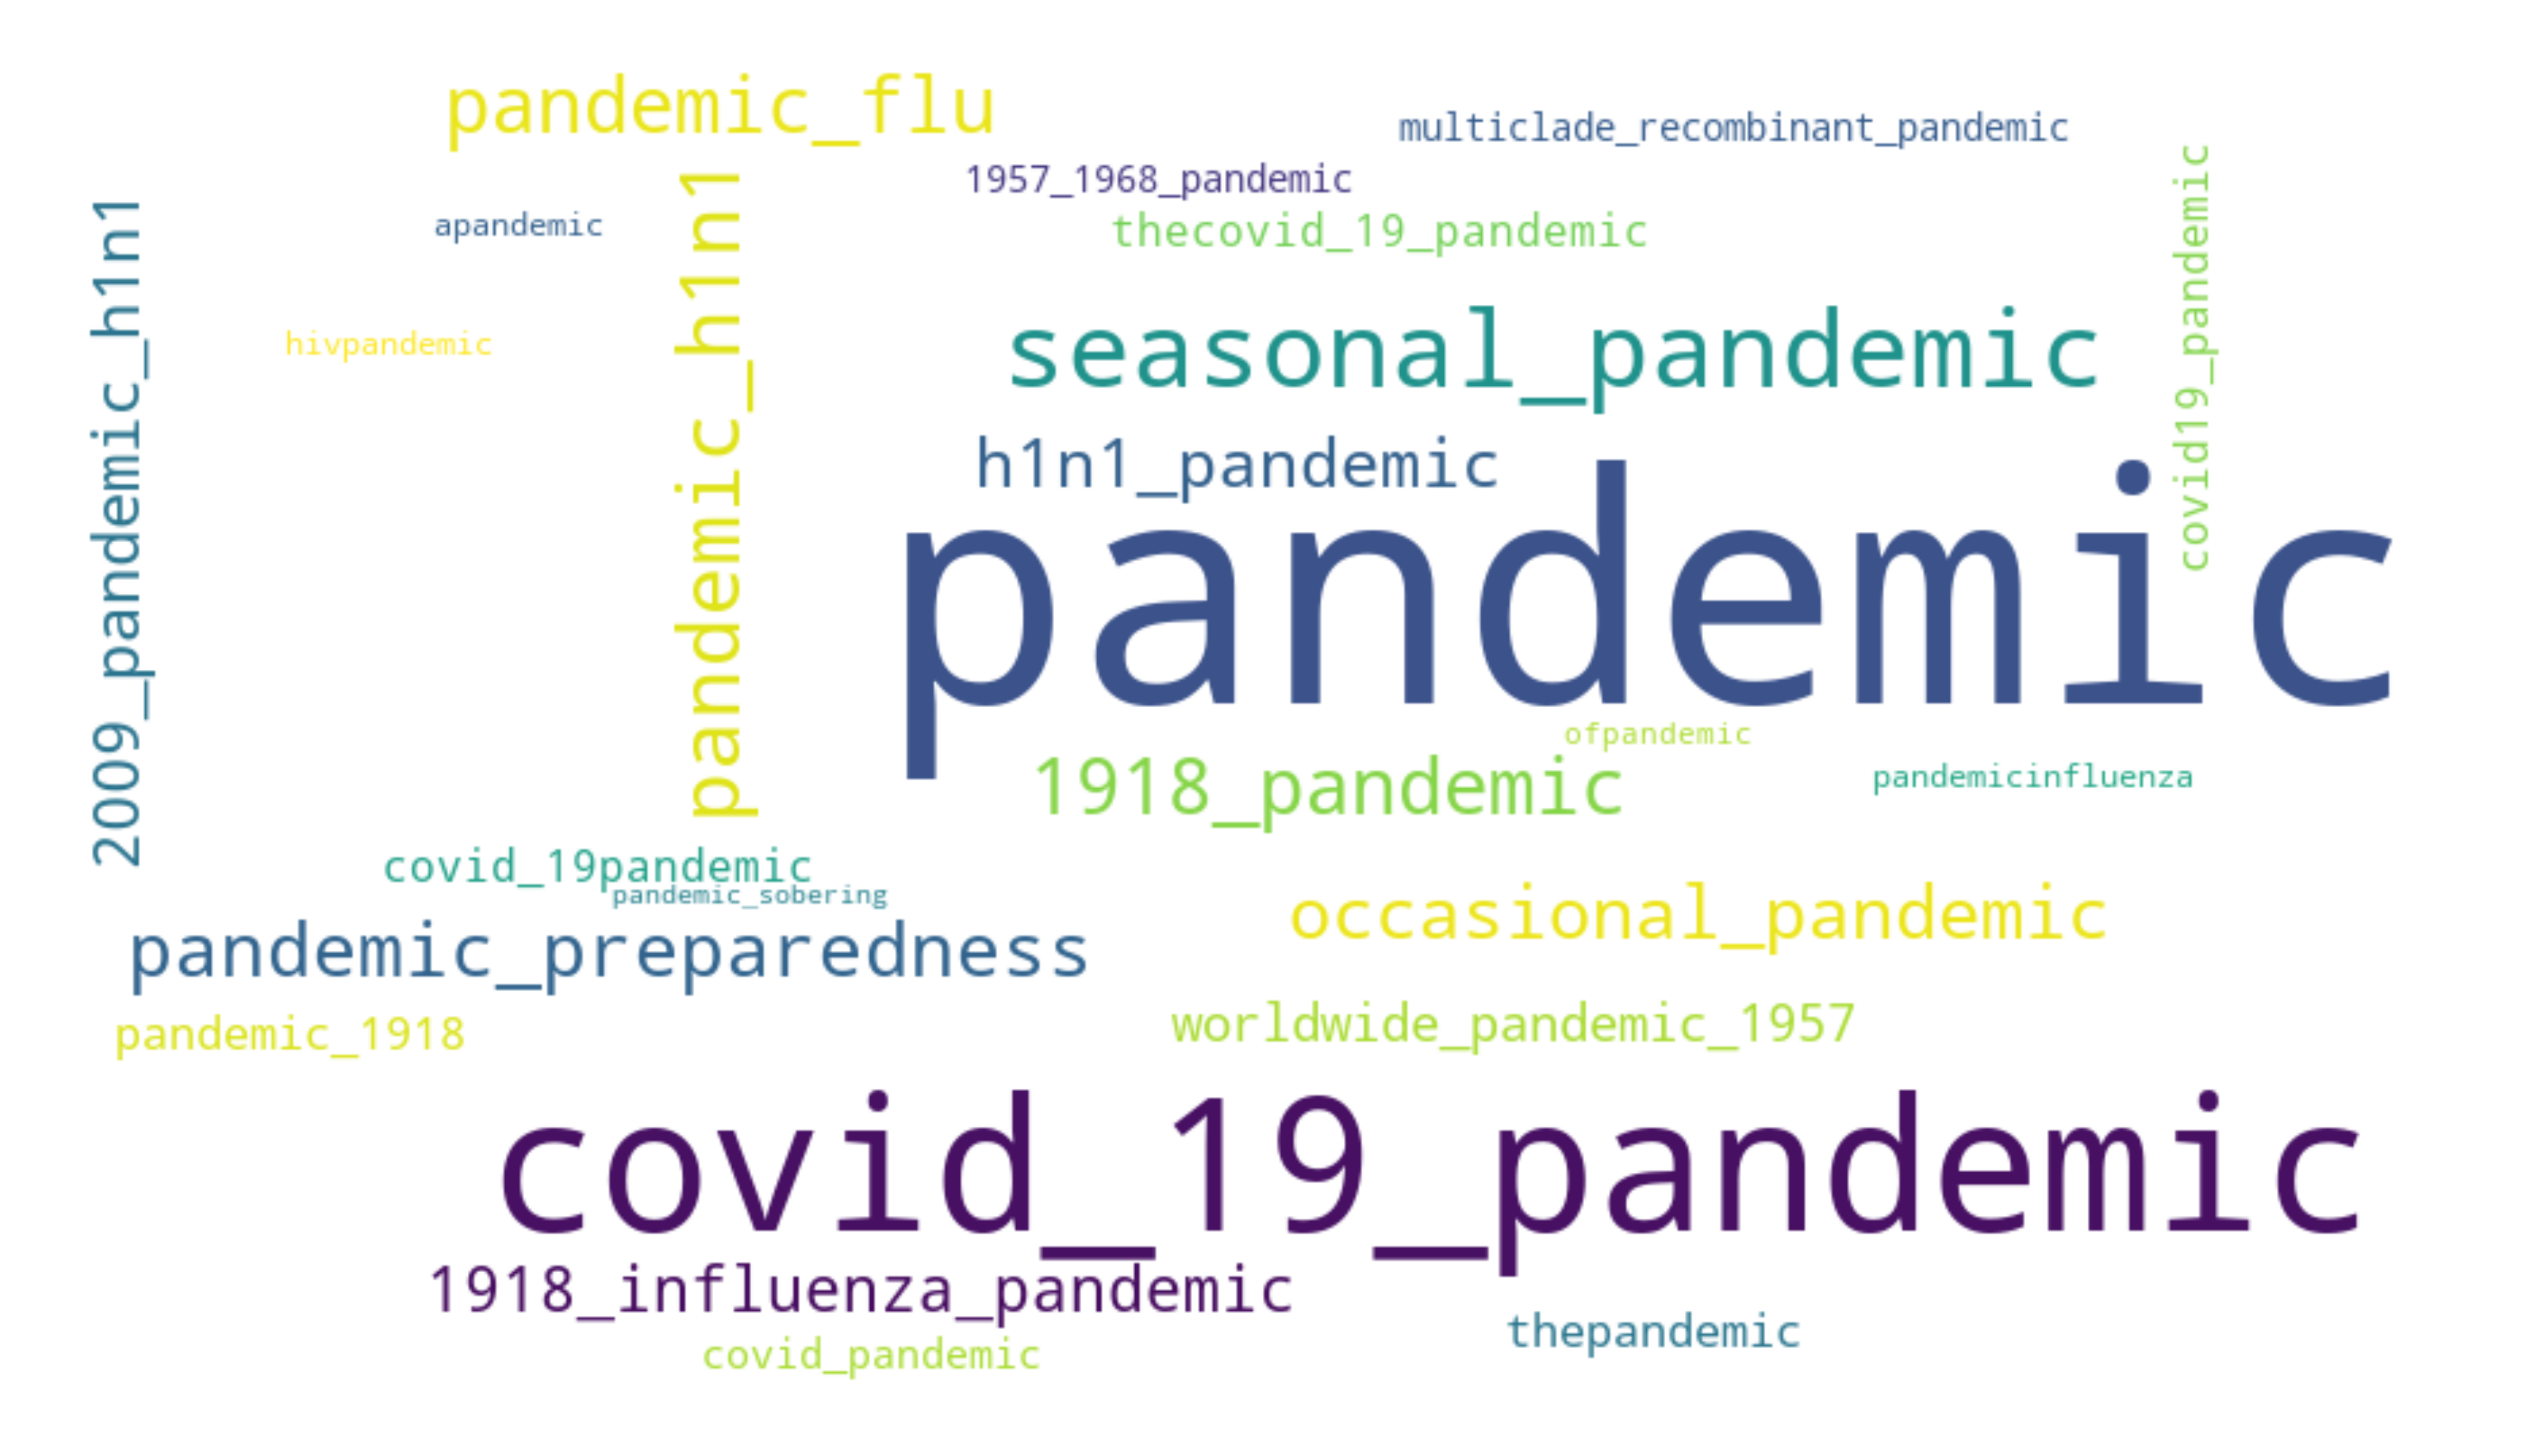 pandemic_flu
multiclade_recombinant_pandemic
1957_1968_pandemic
apandemic
thecovid_19_pandemic
covid19_pandemic
2009_pandemic_h1n1
pandemic_h1n1
hivpandemic
seasonal_pandemic
h1n1_pandemic
pandemic
ofpandemic
1918_pandemic
pandemicinfluenza
covid_19pandemic
pandemic_sobering
occasional_pandemic
pandemic_preparedness
worldwide_pandemic_1957
pandemic_1918
covid_19_pandemic
1918_influenza_pandemic
thepandemic
covid_pandemic